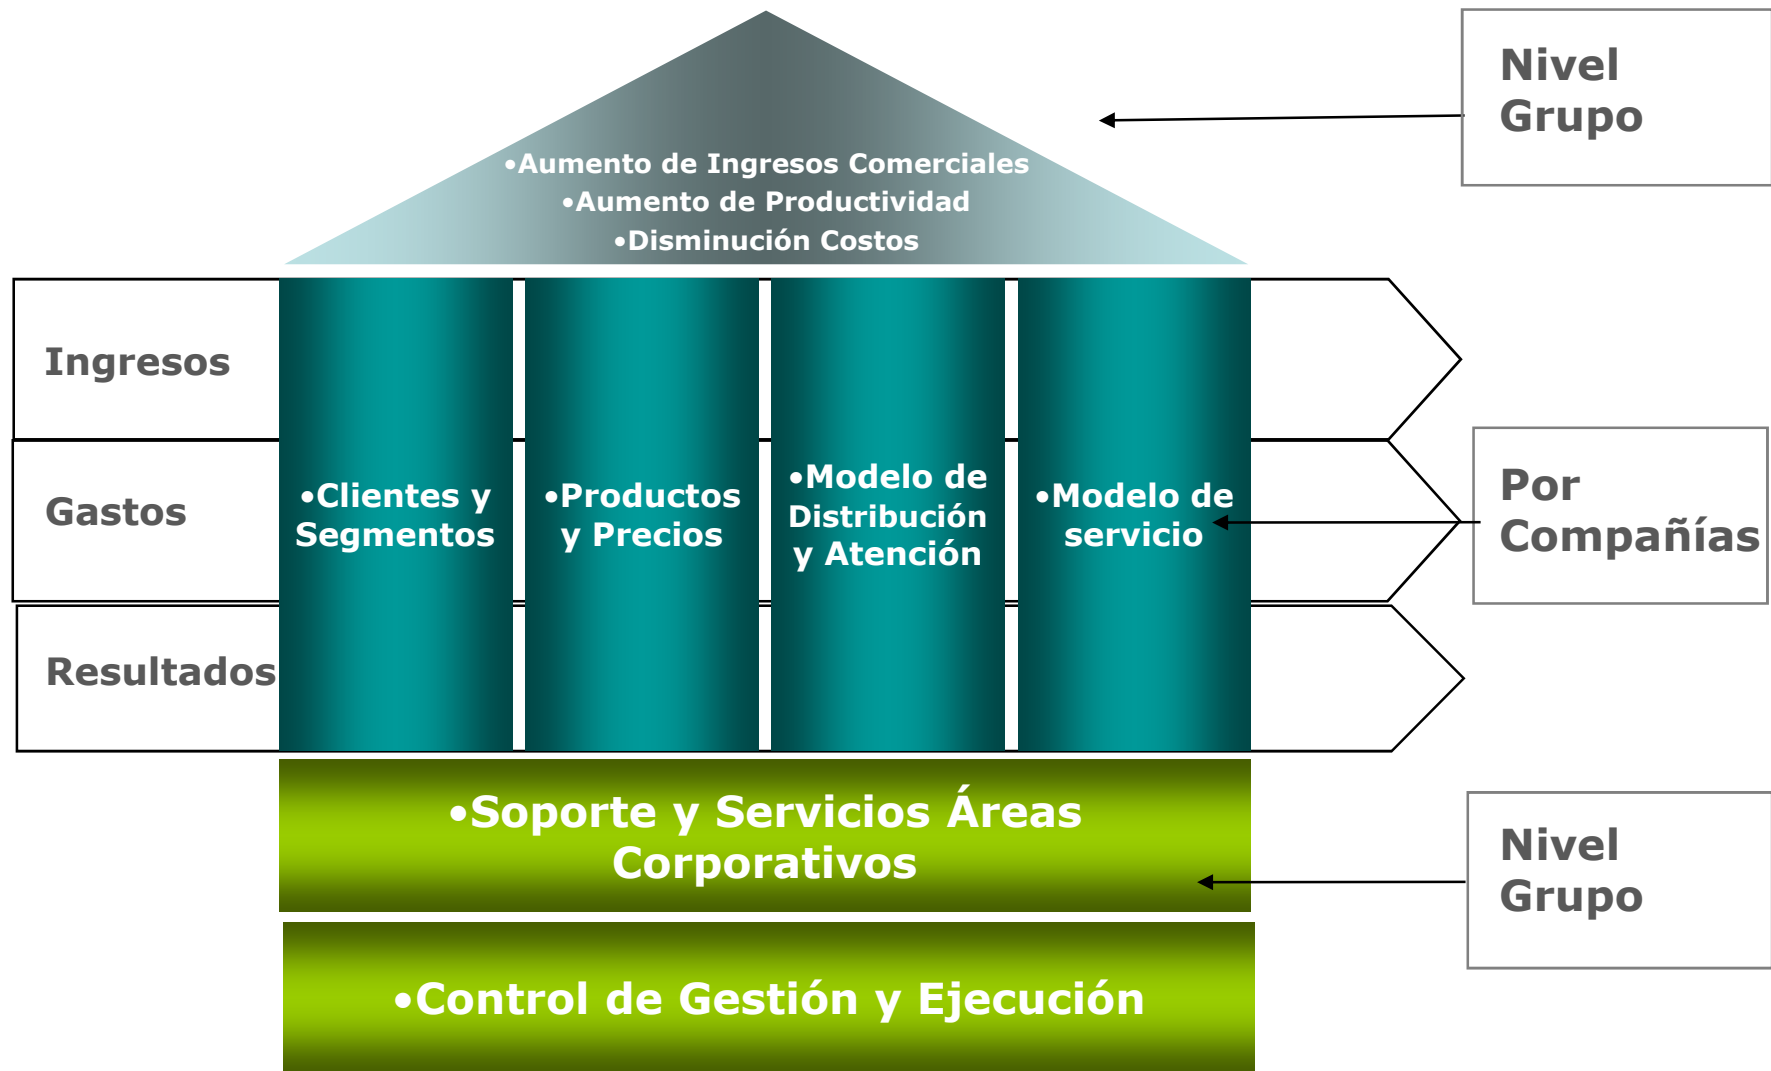 Nivel
Grupo
•Aumento de Ingresos Comerciales
•Aumento de Productividad
•Disminución Costos
Ingresos
Gastos
Resultados
•Clientes y
Segmentos
•Productos
y Precios
•Modelo de
Distribución
y Atención
•Modelo de
servicio
Por
Compañías
•Soporte y Servicios Áreas
Corporativos
Nivel
Grupo
•Control de Gestión y Ejecución